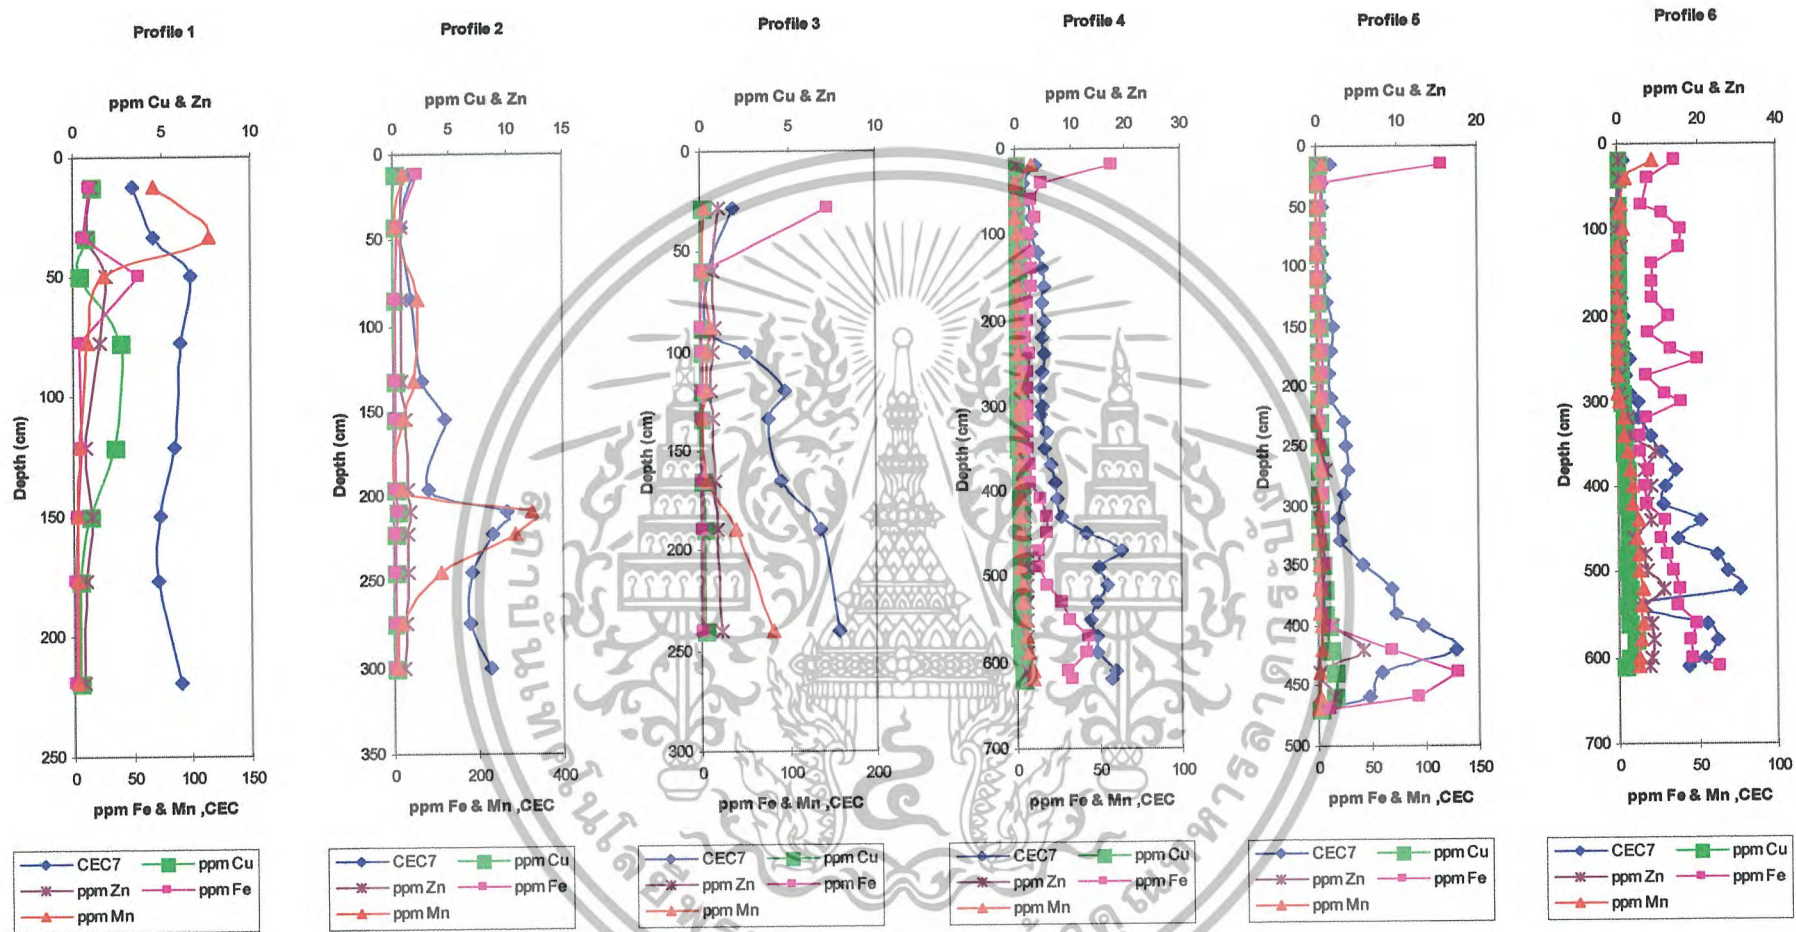 Profile 1
ppm Cu & Zn
0 5 10
0
50
100
150
200
250
Depth (cm)
0 50 100 150
ppm Fe & Mn ,CEC
CEC7 ppm Cu
ppm Zn ppm Fe
ppm Mn
Profile 2
ppm Cu & Zn
0 5 10 15
0
50
100
150
200
250
300
350
Depth (cm)
0 200 400
ppm Fe & Mn ,CEC
CEC7 ppm Cu
ppm Zn ppm Fe
ppm Mn
Profile 3
ppm Cu & Zn
0 5 10
0
50
100
150
200
250
300
Depth (cm)
0 100 200
ppm Fe & Mn ,CEC
CEC7 ppm Cu
ppm Zn ppm Fe
ppm Mn
Profile 4
ppm Cu & Zn
0 10 20 30
0
100
200
300
400
500
600
700
Depth (cm)
0 50 100
ppm Fe & Mn ,CEC
CEC7 ppm Cu
ppm Zn ppm Fe
ppm Mn
Profile 5
ppm Cu & Zn
0 10 20
0
50
100
150
200
250
300
350
400
450
500
Depth (cm)
0 50 100 150
ppm Fe & Mn ,CEC
CEC7 ppm Cu
ppm Zn ppm Fe
ppm Mn
Profile 6
ppm Cu & Zn
0 20 40
0
100
200
300
400
500
600
700
Depth (cm)
0 50 100
ppm Fe & Mn ,CEC
CEC7 ppm Cu
ppm Zn ppm Fe
ppm Mn